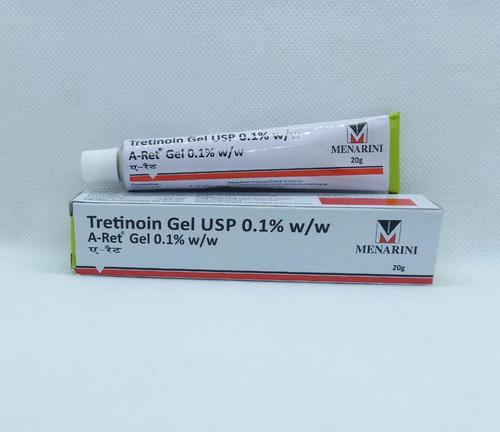 Tretinoin Gel USP 0.1% w/w
A-Ret® Gel 0.1% w/w
ए-रैट
MENARINI
20g
Composition :
Tretinoin Gel USP 0.1% w/w
A-Ret® Gel 0.1% w/w
ए-रैट
MENARINI
20g